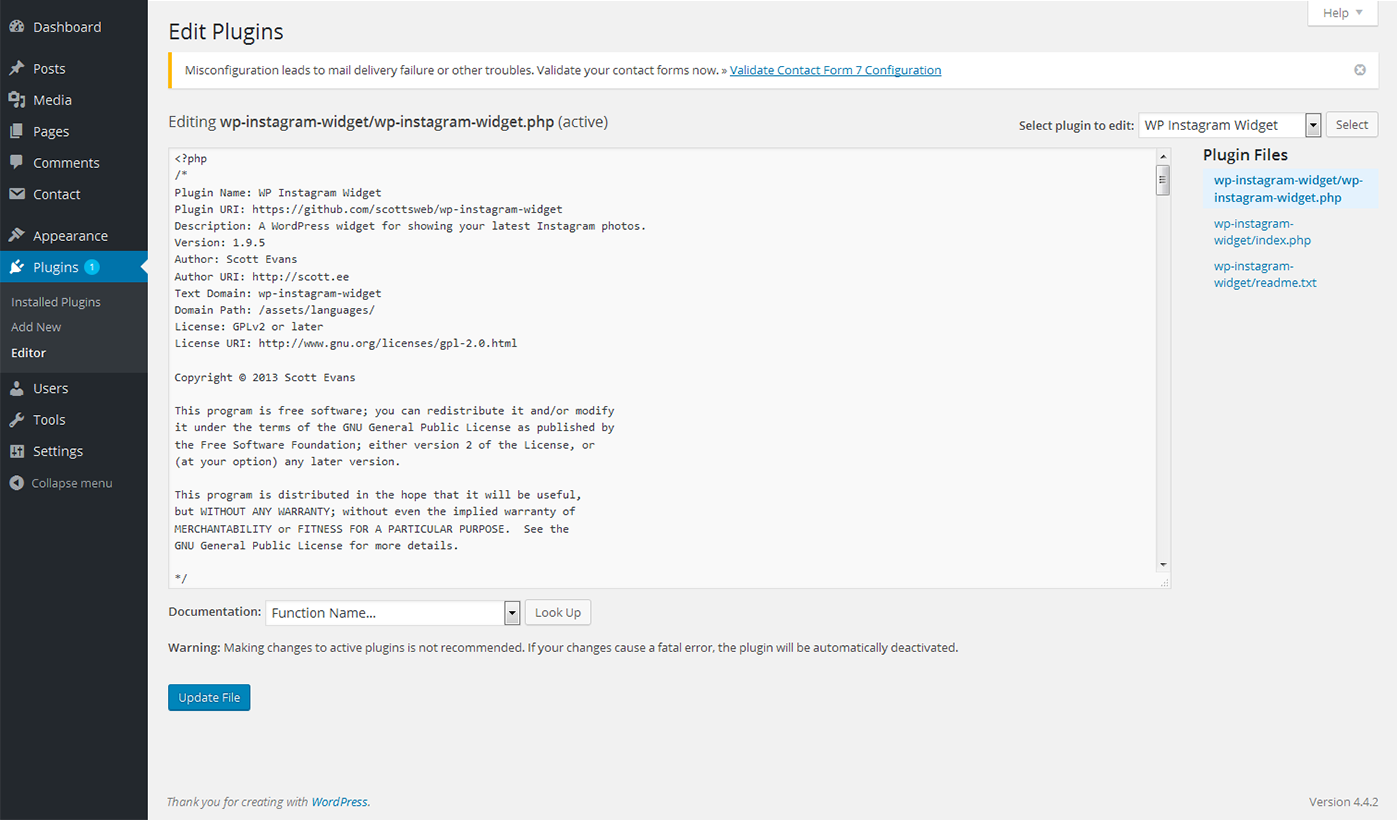 Dashboard
Posts
Media
Pages
Comments
Contact
Appearance
Plugins 1
Installed Plugins
Add New
Editor
Users
Tools
Settings
Collapse menu
Help
Edit Plugins
Misconfiguration leads to mail delivery failure or other troubles. Validate your contact forms now. » Validate Contact Form 7 Configuration
Editing wp-instagram-widget/wp-instagram-widget.php (active)
Select plugin to edit: WP Instagram Widget Select
<?php
/*
Plugin Name: WP Instagram Widget
Plugin URI: https://github.com/scottsweb/wp-instagram-widget
Description: A WordPress widget for showing your latest Instagram photos.
Version: 1.9.5
Author: Scott Evans
Author URI: http://scott.ee
Text Domain: wp-instagram-widget
Domain Path: /assets/languages/
License: GPLv2 or later
License URI: http://www.gnu.org/licenses/gpl-2.0.html
Copyright © 2013 Scott Evans
This program is free software; you can redistribute it and/or modify
it under the terms of the GNU General Public License as published by
the Free Software Foundation; either version 2 of the License, or
(at your option) any later version.
This program is distributed in the hope that it will be useful,
but WITHOUT ANY WARRANTY; without even the implied warranty of
MERCHANTABILITY or FITNESS FOR A PARTICULAR PURPOSE.  See the
GNU General Public License for more details.
*/
Plugin Files
wp-instagram-widget/wp-
instagram-widget.php
wp-instagram-
widget/index.php
wp-instagram-
widget/readme.txt
Documentation: Function Name... Look Up
Warning: Making changes to active plugins is not recommended. If your changes cause a fatal error, the plugin will be automatically deactivated.
Update File
Thank you for creating with WordPress.
Version 4.4.2